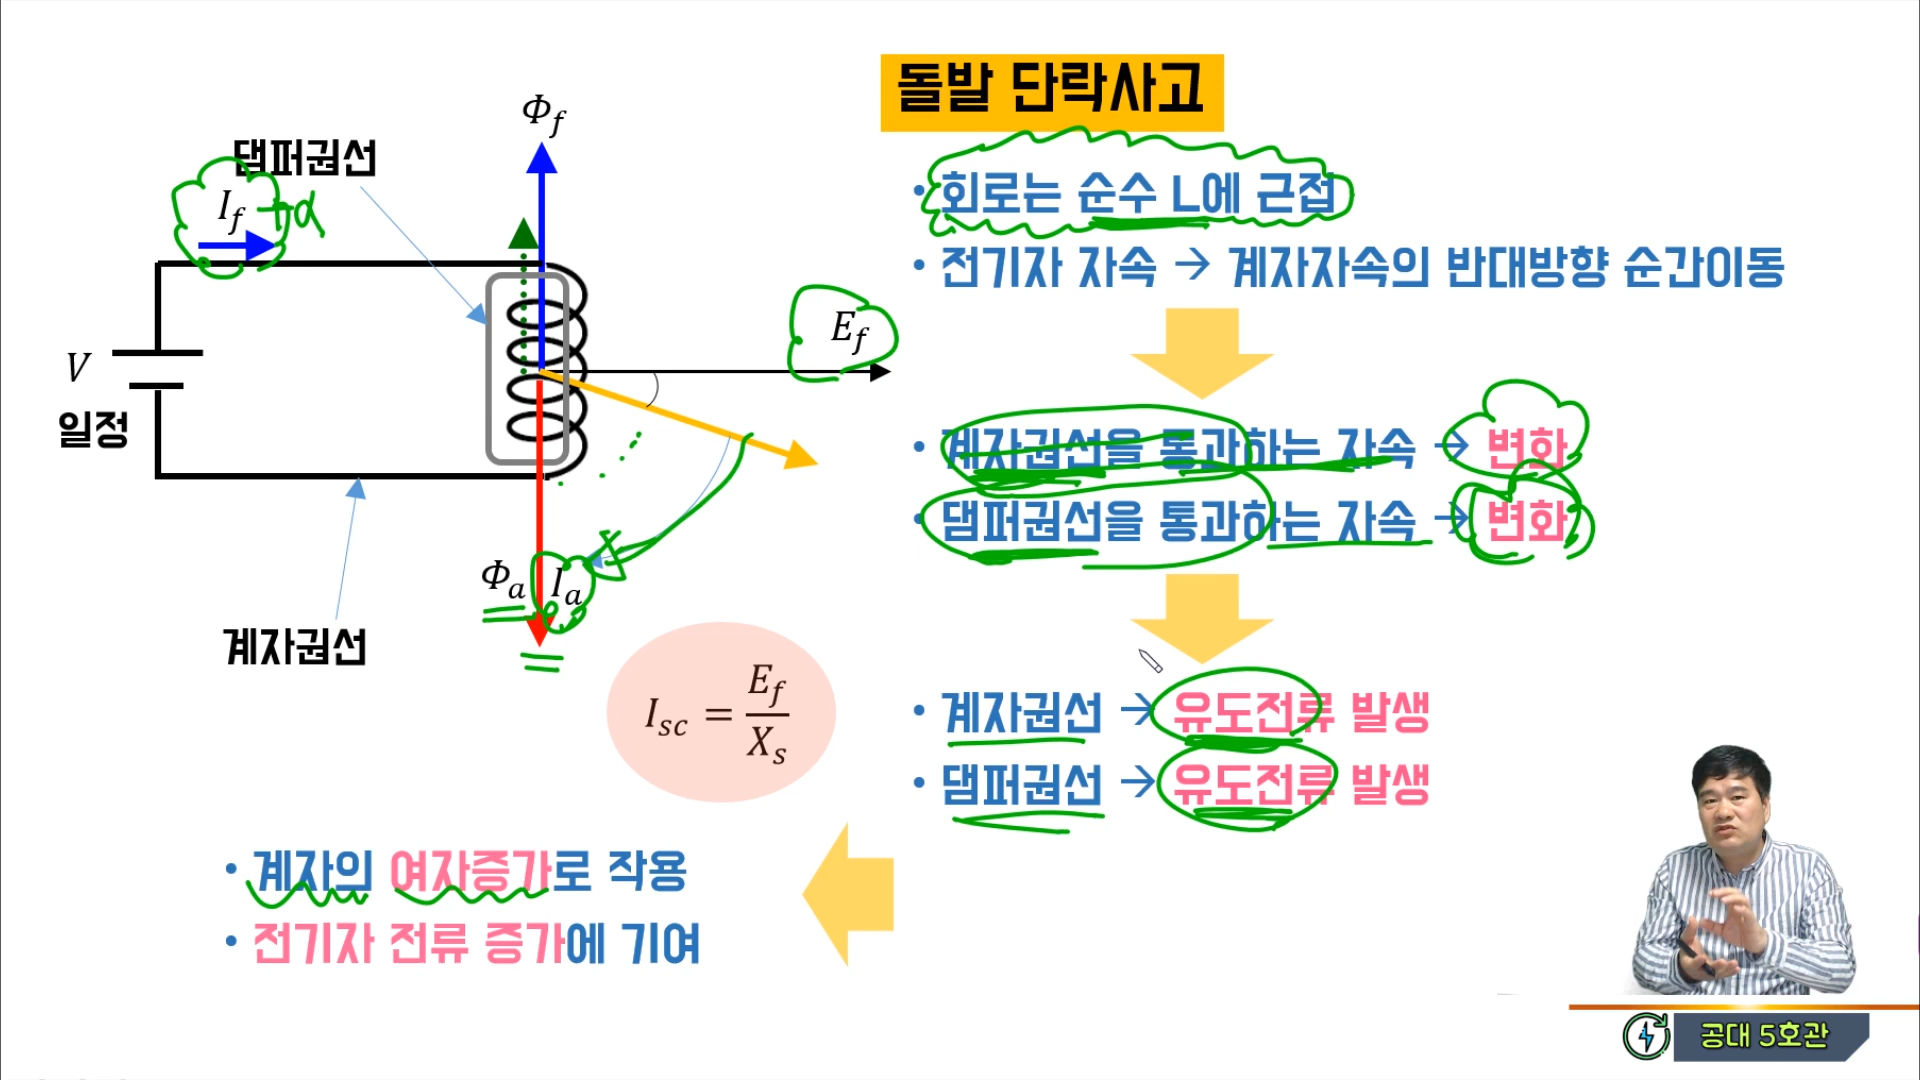 돌발 단락사고
Φf
댐퍼권선
If +α
• 회로는 순수 L에 근접
• 전기자 자속 → 계자자속의 반대방향 순간이동
Ef
V
일정
• 계자권선을 통과하는 자속 → 변화
• 댐퍼권선을 통과하는 자속 → 변화
Φa Ia
계자권선
Isc = Ef / Xs
• 계자권선 → 유도전류 발생
• 댐퍼권선 → 유도전류 발생
• 계자의 여자증가로 작용
• 전기자 전류 증가에 기여
공대 5호관